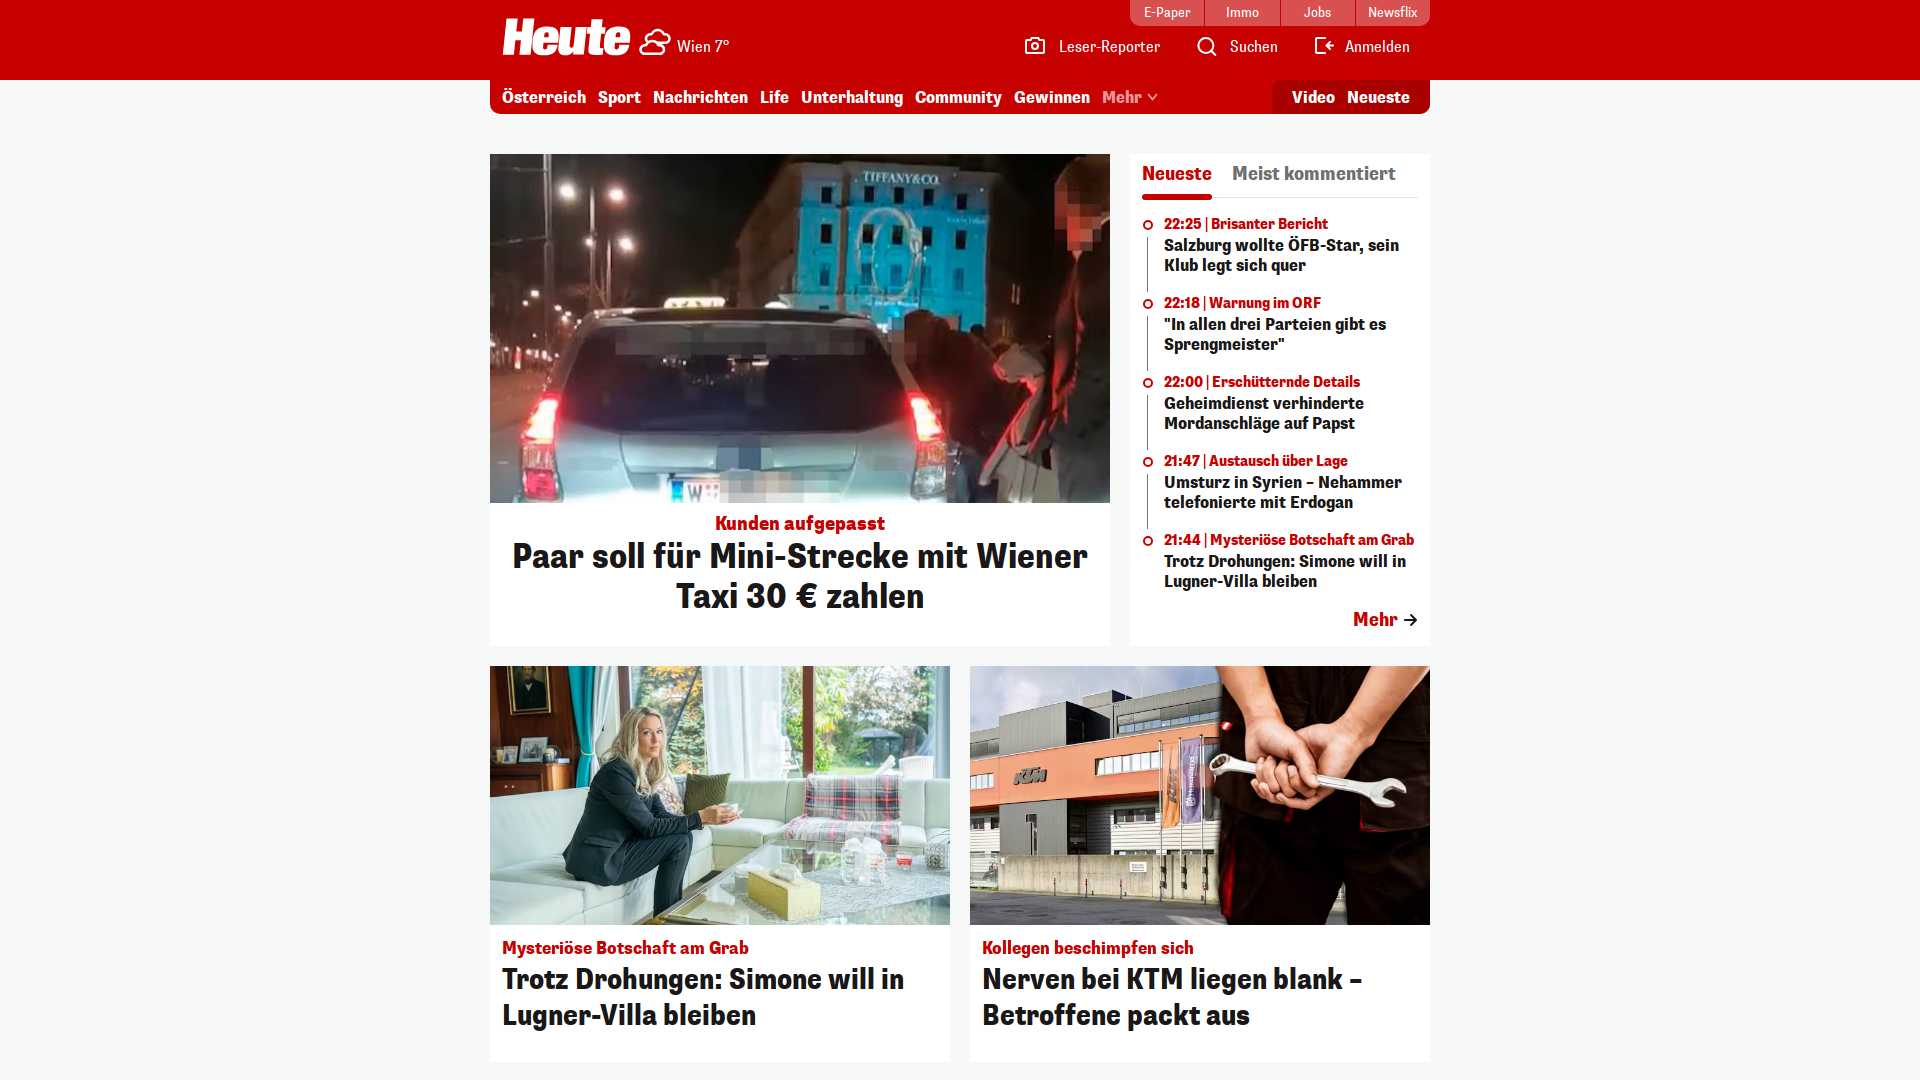 E-Paper
Immo
Jobs
Newsflix
Heute
Wien 7°
Leser-Reporter
Suchen
Anmelden
Österreich
Sport
Nachrichten
Life
Unterhaltung
Community
Gewinnen
Mehr
Video
Neueste
TIFFANY&CO.
W
Kunden aufgepasst
Paar soll für Mini-Strecke mit Wiener
Taxi 30 € zahlen
Neueste
Meist kommentiert
22:25 | Brisanter Bericht
Salzburg wollte ÖFB-Star, sein
Klub legt sich quer
22:18 | Warnung im ORF
"In allen drei Parteien gibt es
Sprengmeister"
22:00 | Erschütternde Details
Geheimdienst verhinderte
Mordanschläge auf Papst
21:47 | Austausch über Lage
Umsturz in Syrien – Nehammer
telefonierte mit Erdogan
21:44 | Mysteriöse Botschaft am Grab
Trotz Drohungen: Simone will in
Lugner-Villa bleiben
Mehr
KTM
Mysteriöse Botschaft am Grab
Trotz Drohungen: Simone will in
Lugner-Villa bleiben
Kollegen beschimpfen sich
Nerven bei KTM liegen blank –
Betroffene packt aus